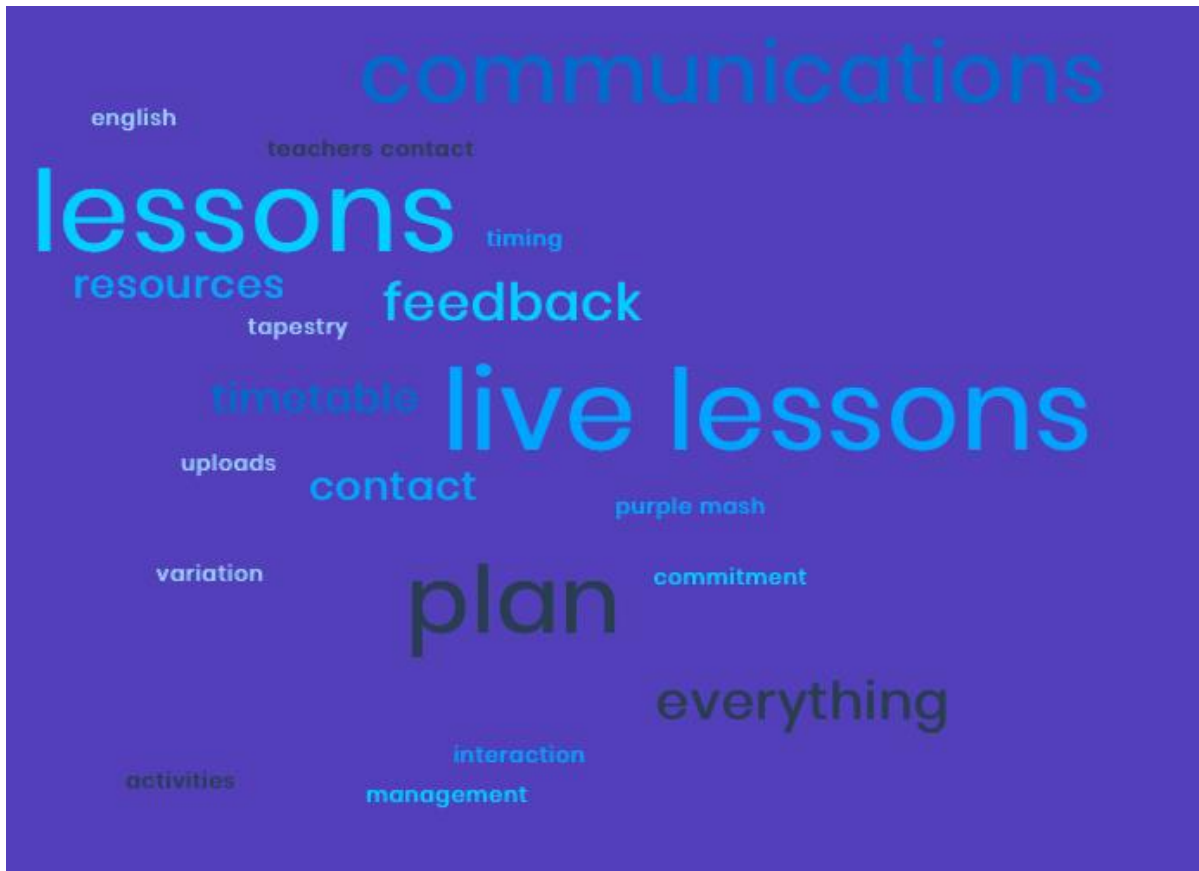 communications
english
teachers contact
lessons
timing
resources
feedback
tapestry
timetable
live lessons
uploads
contact
purple mash
variation
commitment
plan
everything
interaction
activities
management